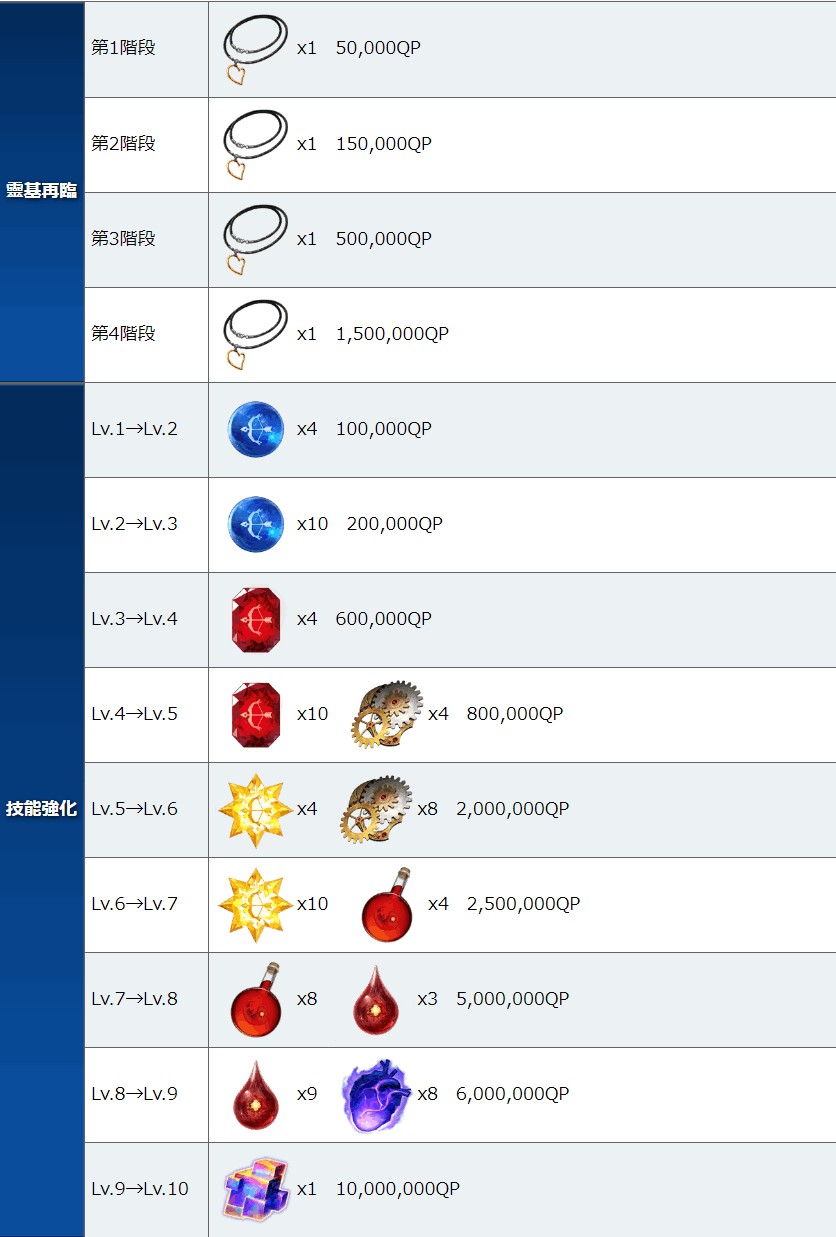 靈基再臨
第1階段 x1 50,000QP
第2階段 x1 150,000QP
第3階段 x1 500,000QP
第4階段 x1 1,500,000QP
技能強化
Lv.1→Lv.2 x4 100,000QP
Lv.2→Lv.3 x10 200,000QP
Lv.3→Lv.4 x4 600,000QP
Lv.4→Lv.5 x10 x4 800,000QP
Lv.5→Lv.6 x4 x8 2,000,000QP
Lv.6→Lv.7 x10 x4 2,500,000QP
Lv.7→Lv.8 x8 x3 5,000,000QP
Lv.8→Lv.9 x9 x8 6,000,000QP
Lv.9→Lv.10 x1 10,000,000QP